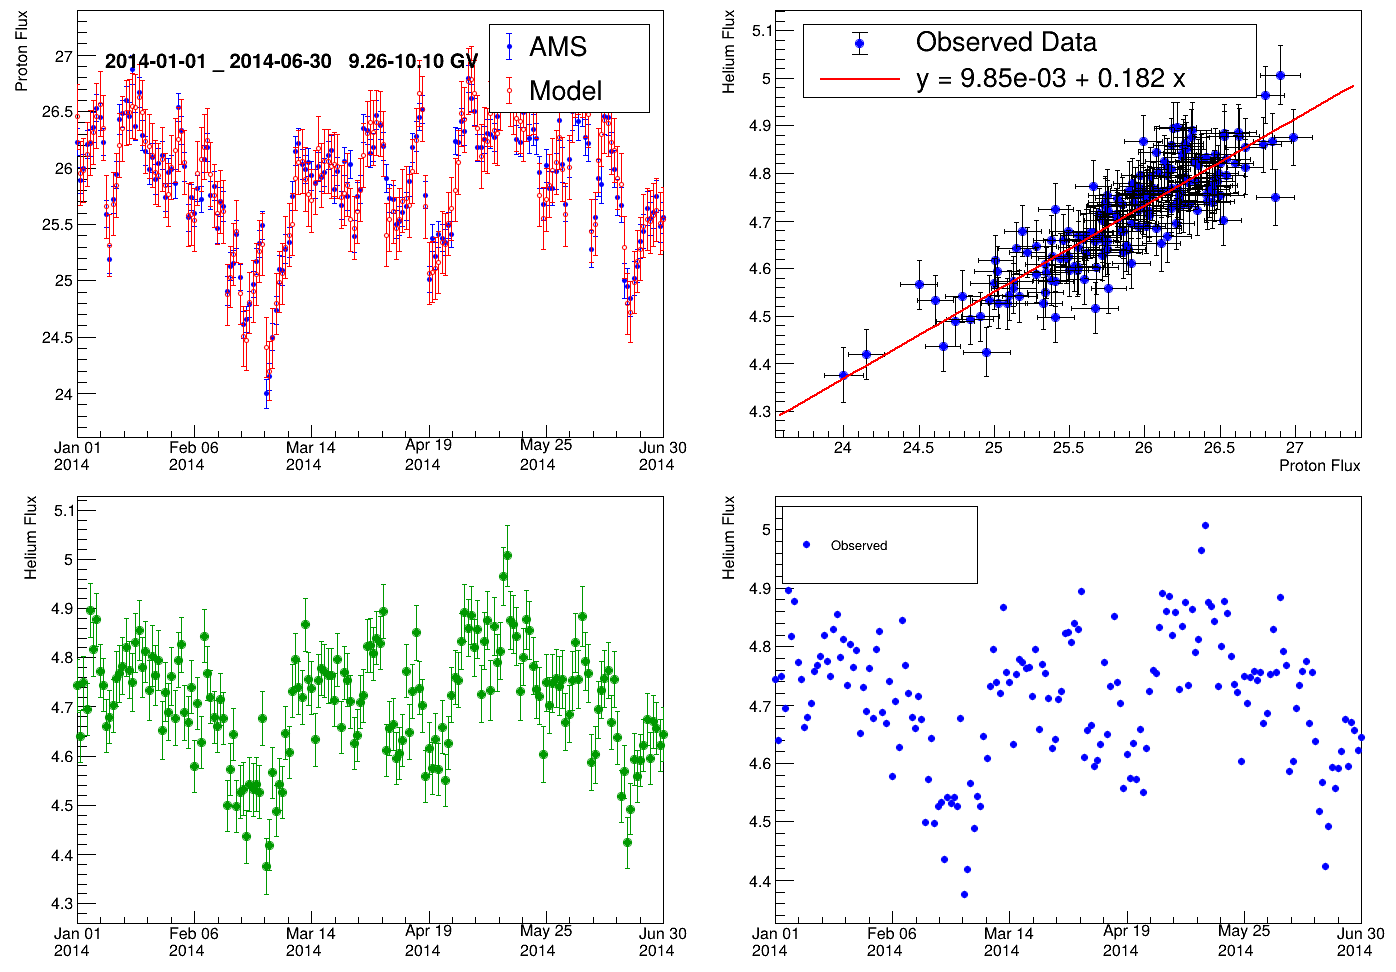 Proton Flux
27
26.5
26
25.5
25
24.5
24
2014-01-01 _ 2014-06-30 9.26-10.10 GV
AMS
Model
Jan 01 Feb 06 Mar 14 Apr 19 May 25 Jun 30
2014 2014 2014 2014 2014 2014
Helium Flux
5.1
5
4.9
4.8
4.7
4.6
4.5
4.4
4.3
Observed Data
y = 9.85e-03 + 0.182 x
24 24.5 25 25.5 26 26.5 27
Proton Flux
Helium Flux
5.1
5
4.9
4.8
4.7
4.6
4.5
4.4
4.3
Jan 01 Feb 06 Mar 14 Apr 19 May 25 Jun 30
2014 2014 2014 2014 2014 2014
Helium Flux
5
4.9
4.8
4.7
4.6
4.5
4.4
Observed
Jan 01 Feb 06 Mar 14 Apr 19 May 25 Jun 30
2014 2014 2014 2014 2014 2014